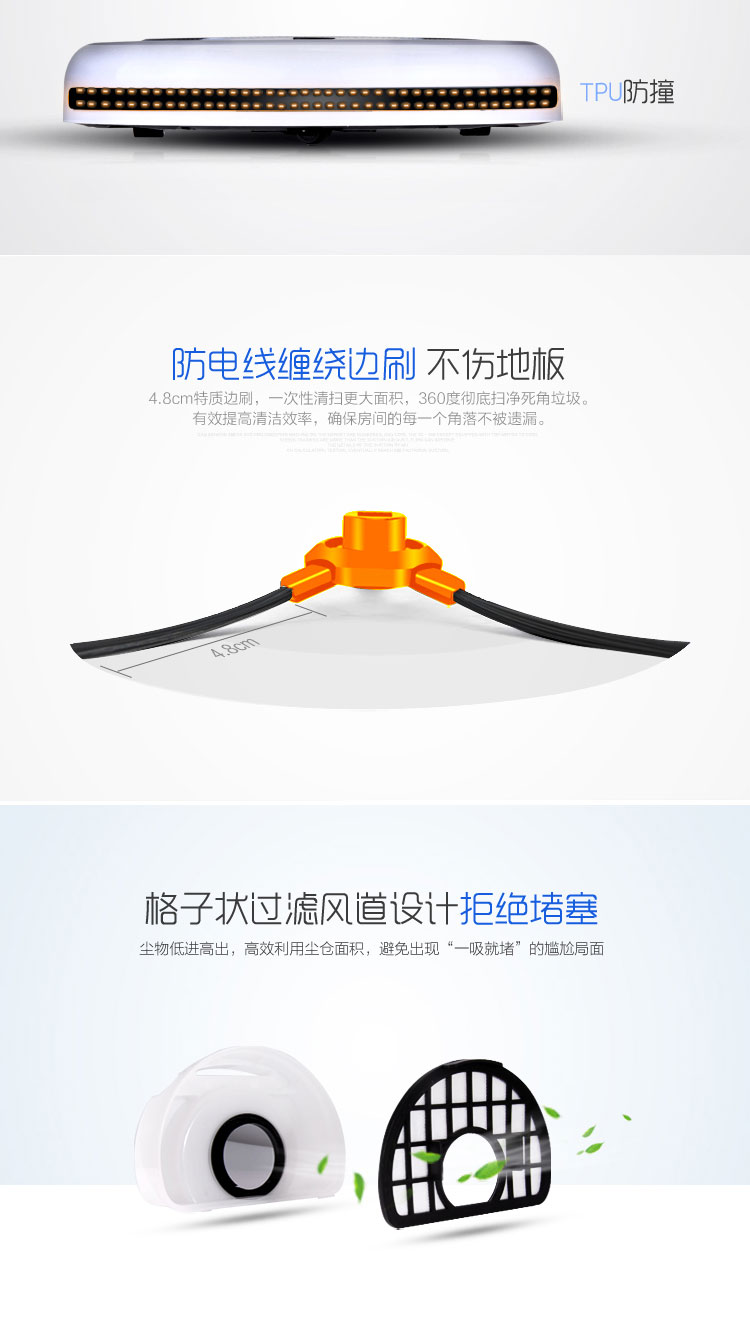 TPU防撞
防电线缠绕边刷 不伤地板
4.8cm特质边刷，一次性清扫更大面积，360度彻底扫净死角垃圾。
有效提高清洁效率，确保房间的每一个角落不被遗漏。
4.8cm
格子状过滤风道设计拒绝堵塞
尘物低进高出，高效利用尘仓面积，避免出现“一吸就堵”的尴尬局面